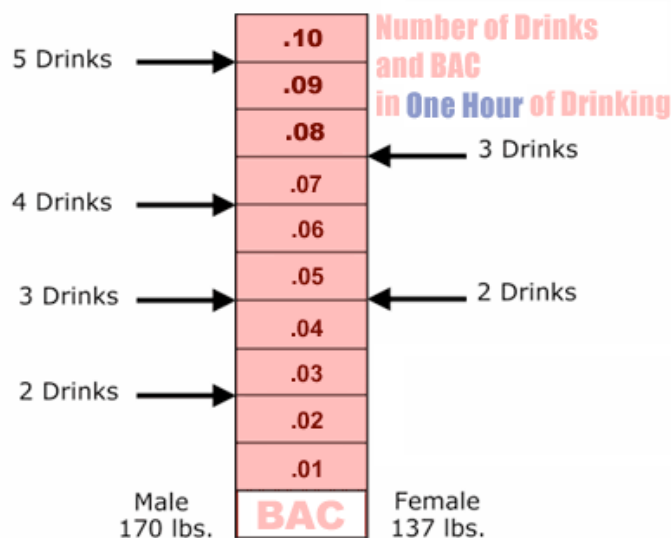 Number of Drinks
and BAC
in One Hour of Drinking
.10
5 Drinks
.09
.08
3 Drinks
.07
4 Drinks
.06
.05
3 Drinks
2 Drinks
.04
.03
2 Drinks
.02
.01
Male
170 lbs.
BAC
Female
137 lbs.